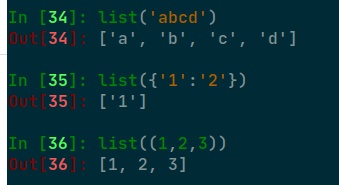 In [34]: list('abcd')
Out[34]: ['a', 'b', 'c', 'd']
In [35]: list({'1':'2'})
Out[35]: ['1']
In [36]: list((1,2,3))
Out[36]: [1, 2, 3]